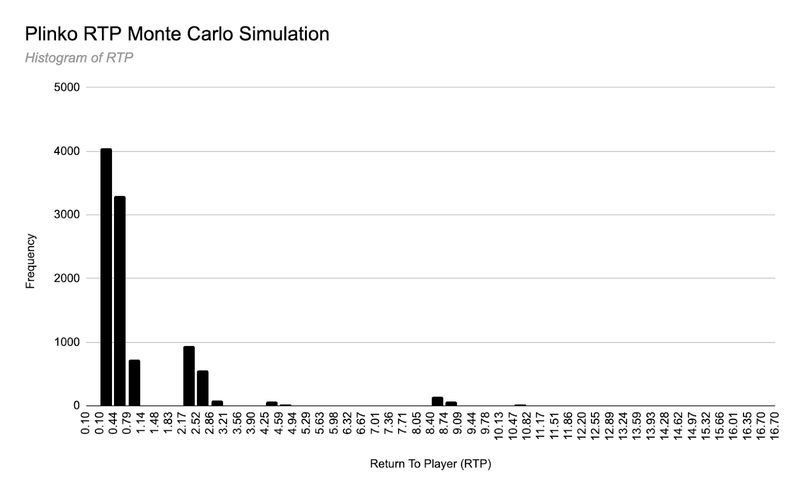 Plinko RTP Monte Carlo Simulation
Histogram of RTP
5000
4000
3000
2000
1000
0
Frequency
0.10 0.10 0.44 0.79 1.14 1.48 1.83 2.17 2.52 2.86 3.21 3.56 3.90 4.25 4.59 4.94 5.29 5.63 5.98 6.32 6.67 7.01 7.36 7.71 8.05 8.40 8.74 9.09 9.44 9.78 10.13 10.47 10.82 11.17 11.51 11.86 12.20 12.55 12.89 13.24 13.59 13.93 14.28 14.62 14.97 15.32 15.66 16.01 16.35 16.70 16.70
Return To Player (RTP)